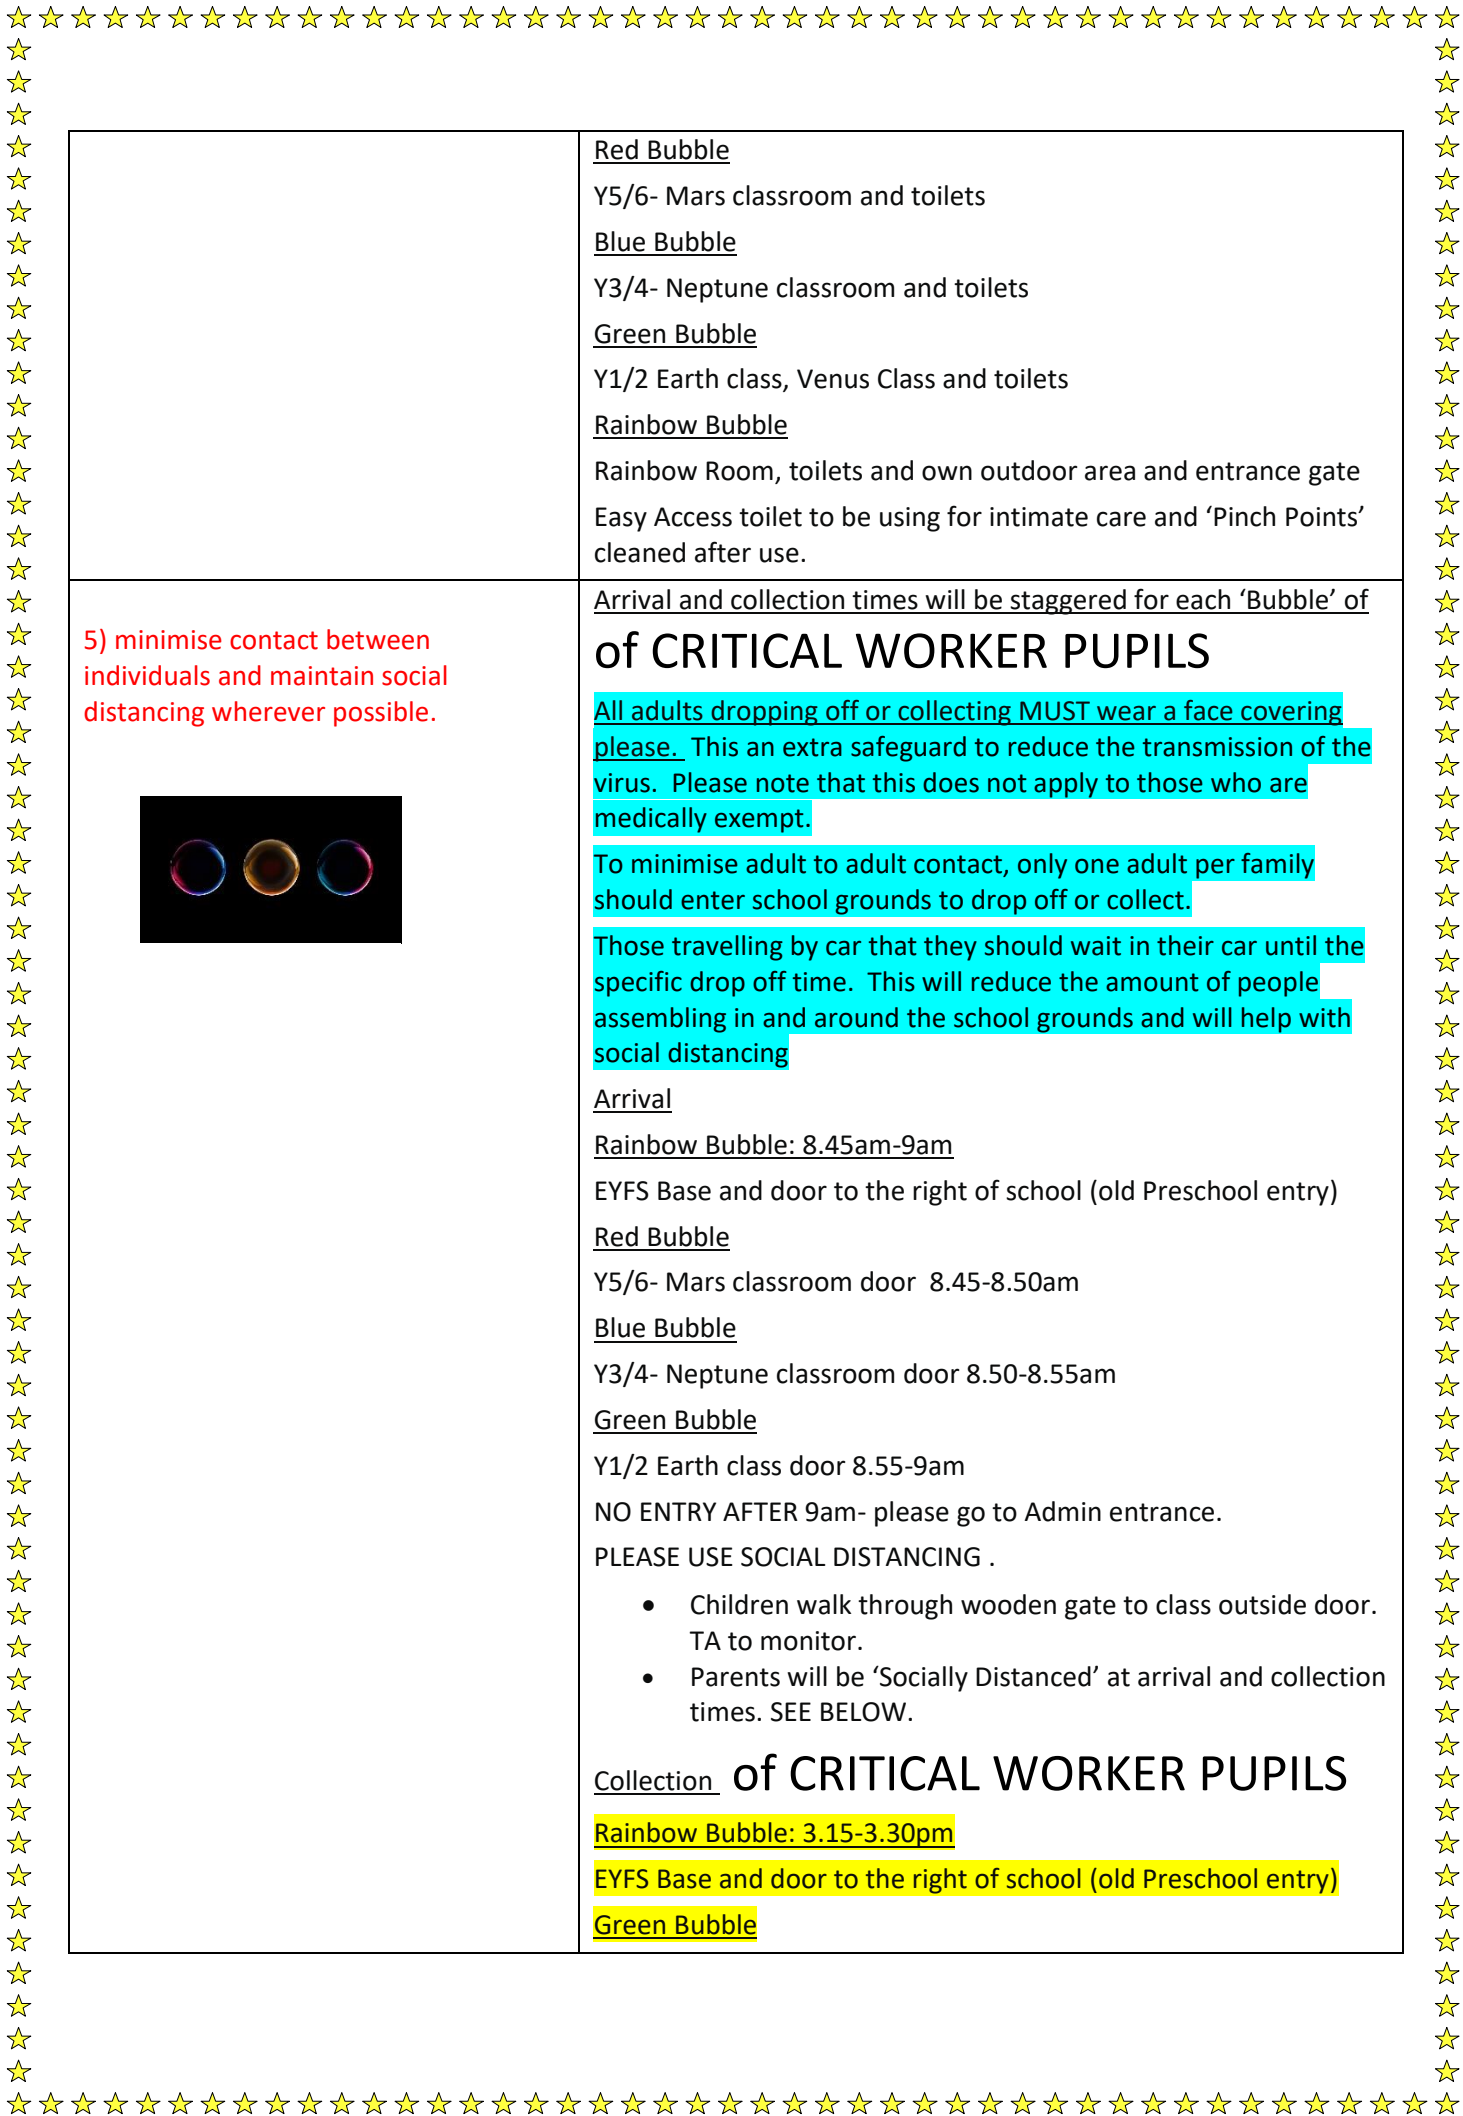 Red Bubble
Y5/6- Mars classroom and toilets
Blue Bubble
Y3/4- Neptune classroom and toilets
Green Bubble
Y1/2 Earth class, Venus Class and toilets
Rainbow Bubble
Rainbow Room, toilets and own outdoor area and entrance gate
Easy Access toilet to be using for intimate care and ‘Pinch Points’
cleaned after use.
5) minimise contact between
individuals and maintain social
distancing wherever possible.
Arrival and collection times will be staggered for each ‘Bubble’ of
of CRITICAL WORKER PUPILS
All adults dropping off or collecting MUST wear a face covering
please.  This an extra safeguard to reduce the transmission of the
virus.  Please note that this does not apply to those who are
medically exempt.
To minimise adult to adult contact, only one adult per family
should enter school grounds to drop off or collect.
Those travelling by car that they should wait in their car until the
specific drop off time.  This will reduce the amount of people
assembling in and around the school grounds and will help with
social distancing
Arrival
Rainbow Bubble: 8.45am-9am
EYFS Base and door to the right of school (old Preschool entry)
Red Bubble
Y5/6- Mars classroom door  8.45-8.50am
Blue Bubble
Y3/4- Neptune classroom door 8.50-8.55am
Green Bubble
Y1/2 Earth class door 8.55-9am
NO ENTRY AFTER 9am- please go to Admin entrance.
PLEASE USE SOCIAL DISTANCING .
• Children walk through wooden gate to class outside door.
TA to monitor.
• Parents will be ‘Socially Distanced’ at arrival and collection
times. SEE BELOW.
Collection  of CRITICAL WORKER PUPILS
Rainbow Bubble: 3.15-3.30pm
EYFS Base and door to the right of school (old Preschool entry)
Green Bubble